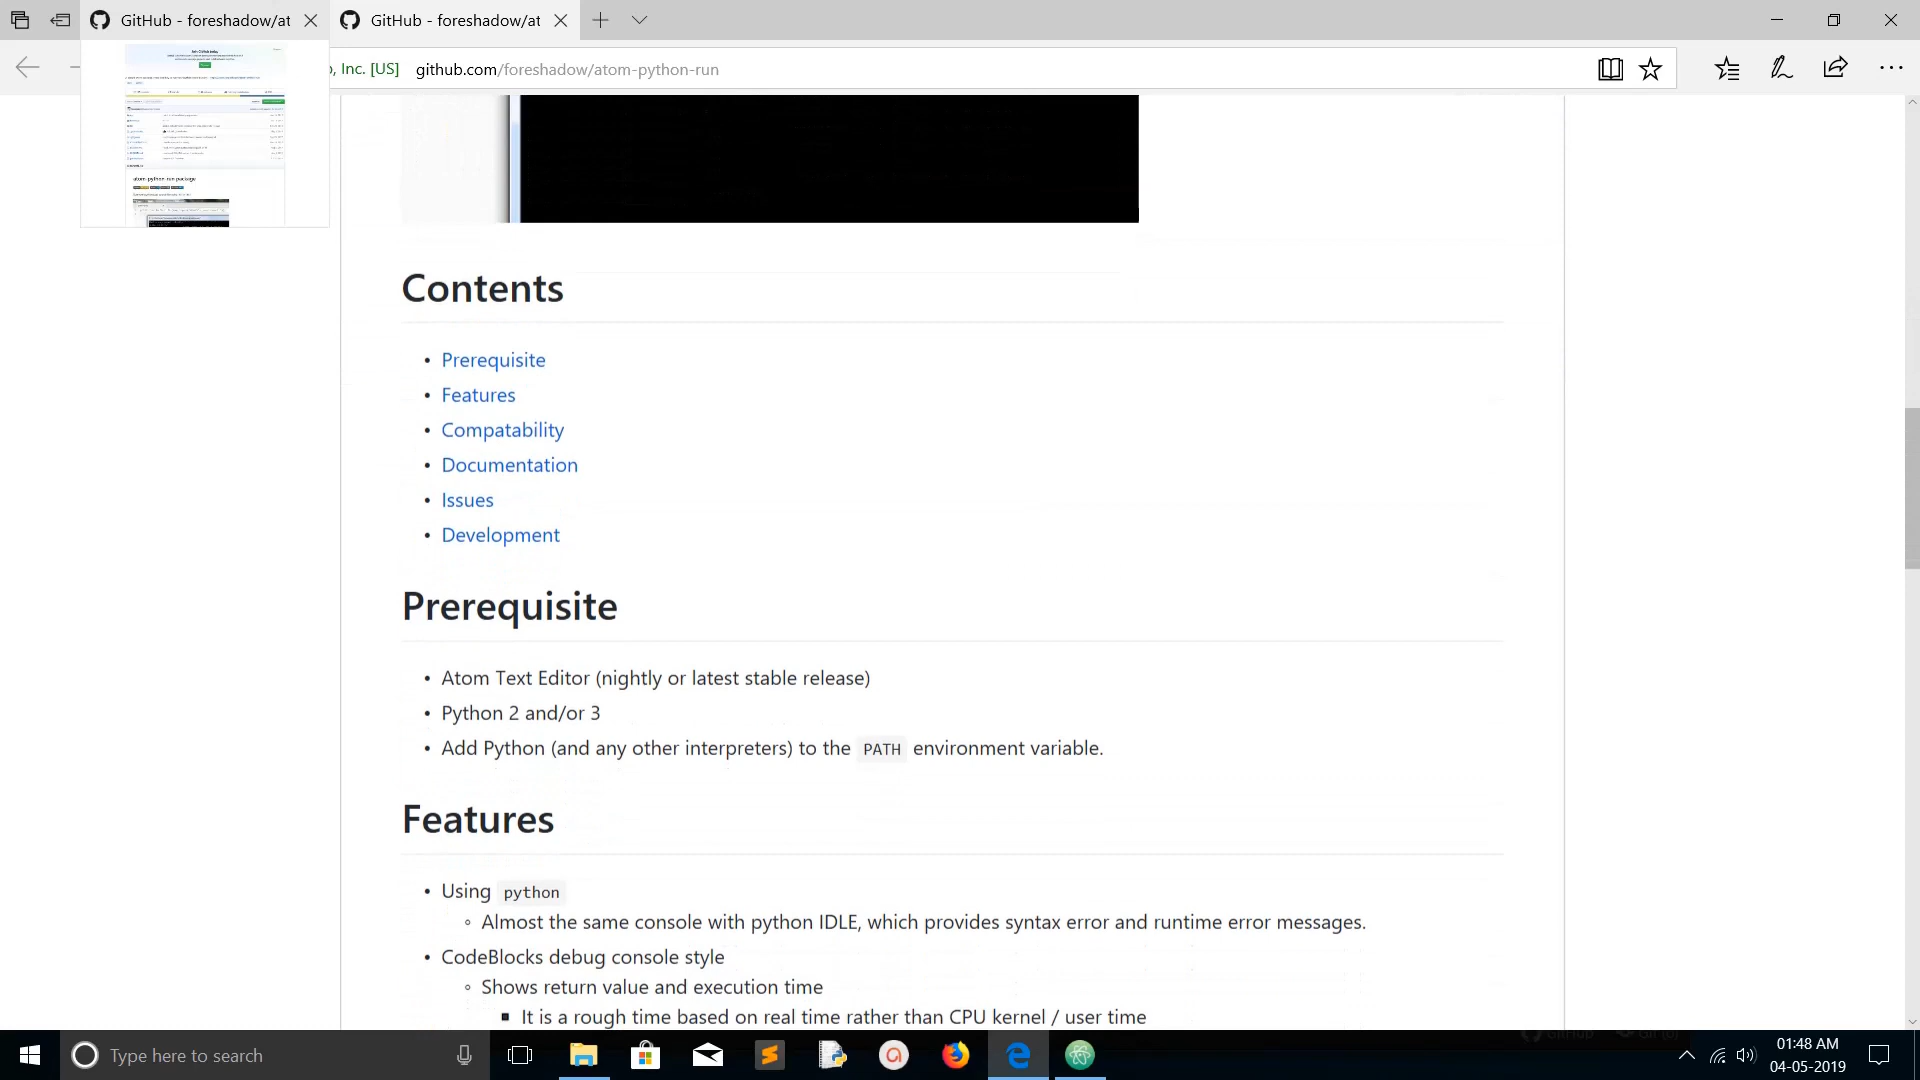 GitHub - foreshadow/at
GitHub - foreshadow/at
, Inc. [US]
github.com/foreshadow/atom-python-run
atom-python-run package
Contents
• Prerequisite
• Features
• Compatability
• Documentation
• Issues
• Development
Prerequisite
• Atom Text Editor (nightly or latest stable release)
• Python 2 and/or 3
• Add Python (and any other interpreters) to the PATH environment variable.
Features
• Using python
◦ Almost the same console with python IDLE, which provides syntax error and runtime error messages.
• CodeBlocks debug console style
◦ Shows return value and execution time
▪ It is a rough time based on real time rather than CPU kernel / user time
Type here to search
01:48 AM
04-05-2019